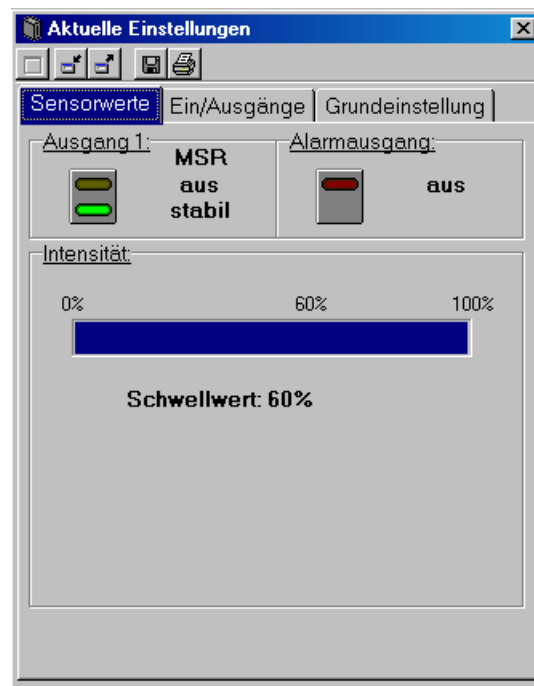 Aktuelle Einstellungen
Sensorwerte Ein/Ausgänge Grundeinstellung
Ausgang 1:
MSR
aus
stabil
Alarmausgang:
aus
Intensität:
0% 60% 100%
Schwellwert: 60%